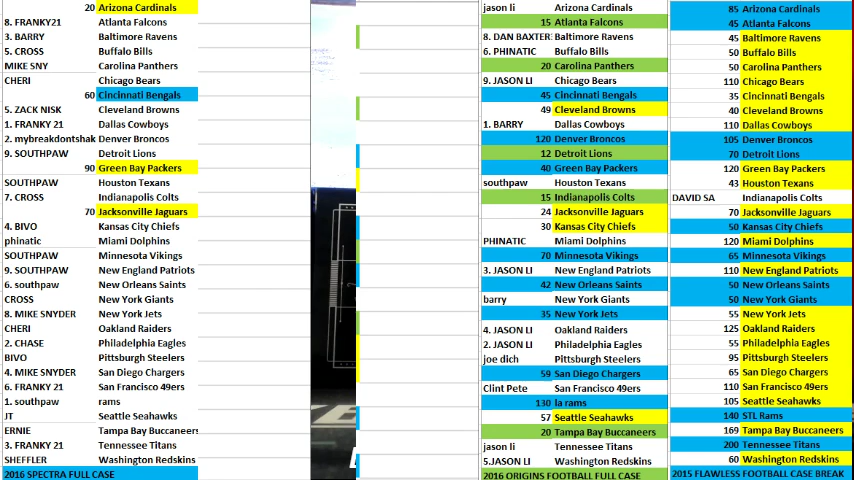 20 Arizona Cardinals
8. FRANKY21 Atlanta Falcons
3. BARRY Baltimore Ravens
5. CROSS Buffalo Bills
MIKE SNY Carolina Panthers
CHERI Chicago Bears
60 Cincinnati Bengals
5. ZACK NISK Cleveland Browns
1. FRANKY 21 Dallas Cowboys
2. mybreakdontshak Denver Broncos
9. SOUTHPAW Detroit Lions
90 Green Bay Packers
SOUTHPAW Houston Texans
7. CROSS Indianapolis Colts
70 Jacksonville Jaguars
4. BIVO Kansas City Chiefs
phinatic Miami Dolphins
SOUTHPAW Minnesota Vikings
9. SOUTHPAW New England Patriots
6. southpaw New Orleans Saints
CROSS New York Giants
8. MIKE SNYDER New York Jets
CHERI Oakland Raiders
2. CHASE Philadelphia Eagles
BIVO Pittsburgh Steelers
4. MIKE SNYDER San Diego Chargers
6. FRANKY 21 San Francisco 49ers
1. southpaw rams
JT Seattle Seahawks
ERNIE Tampa Bay Buccaneers
3. FRANKY 21 Tennessee Titans
SHEFFLER Washington Redskins
2016 SPECTRA FULL CASE
jason li Arizona Cardinals
15 Atlanta Falcons
8. DAN BAXTER Baltimore Ravens
6. PHINATIC Buffalo Bills
20 Carolina Panthers
9. JASON LI Chicago Bears
45 Cincinnati Bengals
49 Cleveland Browns
1. BARRY Dallas Cowboys
120 Denver Broncos
12 Detroit Lions
40 Green Bay Packers
southpaw Houston Texans
15 Indianapolis Colts
24 Jacksonville Jaguars
30 Kansas City Chiefs
PHINATIC Miami Dolphins
70 Minnesota Vikings
3. JASON LI New England Patriots
42 New Orleans Saints
barry New York Giants
35 New York Jets
4. JASON LI Oakland Raiders
2. JASON LI Philadelphia Eagles
joe dich Pittsburgh Steelers
59 San Diego Chargers
Clint Pete San Francisco 49ers
130 la rams
57 Seattle Seahawks
20 Tampa Bay Buccaneers
jason li Tennessee Titans
5.JASON LI Washington Redskins
2016 ORIGINS FOOTBALL FULL CASE
85 Arizona Cardinals
45 Atlanta Falcons
45 Baltimore Ravens
50 Buffalo Bills
50 Carolina Panthers
110 Chicago Bears
35 Cincinnati Bengals
40 Cleveland Browns
110 Dallas Cowboys
105 Denver Broncos
70 Detroit Lions
120 Green Bay Packers
43 Houston Texans
DAVID SA Indianapolis Colts
70 Jacksonville Jaguars
50 Kansas City Chiefs
120 Miami Dolphins
65 Minnesota Vikings
110 New England Patriots
50 New Orleans Saints
50 New York Giants
55 New York Jets
125 Oakland Raiders
55 Philadelphia Eagles
95 Pittsburgh Steelers
65 San Diego Chargers
110 San Francisco 49ers
105 Seattle Seahawks
140 STL Rams
169 Tampa Bay Buccaneers
200 Tennessee Titans
60 Washington Redskins
2015 FLAWLESS FOOTBALL CASE BREAK